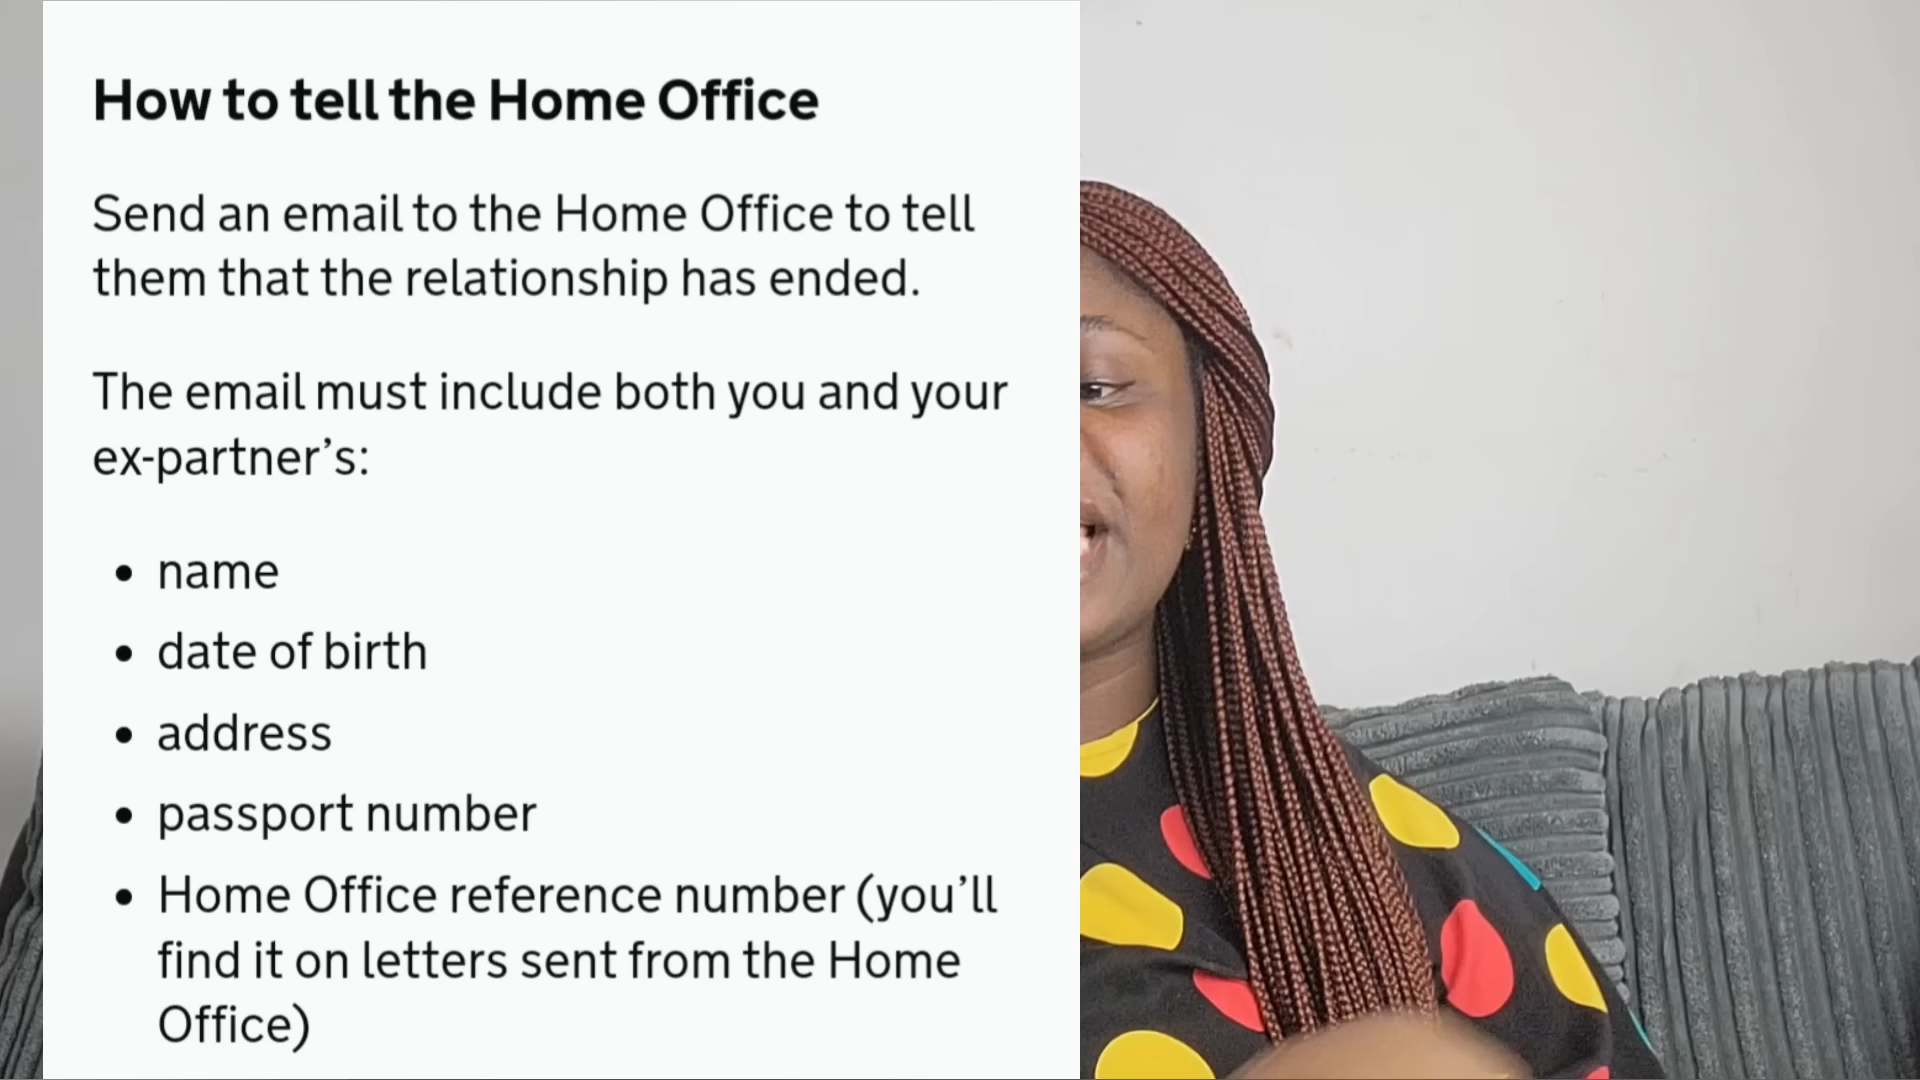 How to tell the Home Office
Send an email to the Home Office to tell
them that the relationship has ended.
The email must include both you and your
ex-partner’s:
• name
• date of birth
• address
• passport number
• Home Office reference number (you’ll
find it on letters sent from the Home
Office)